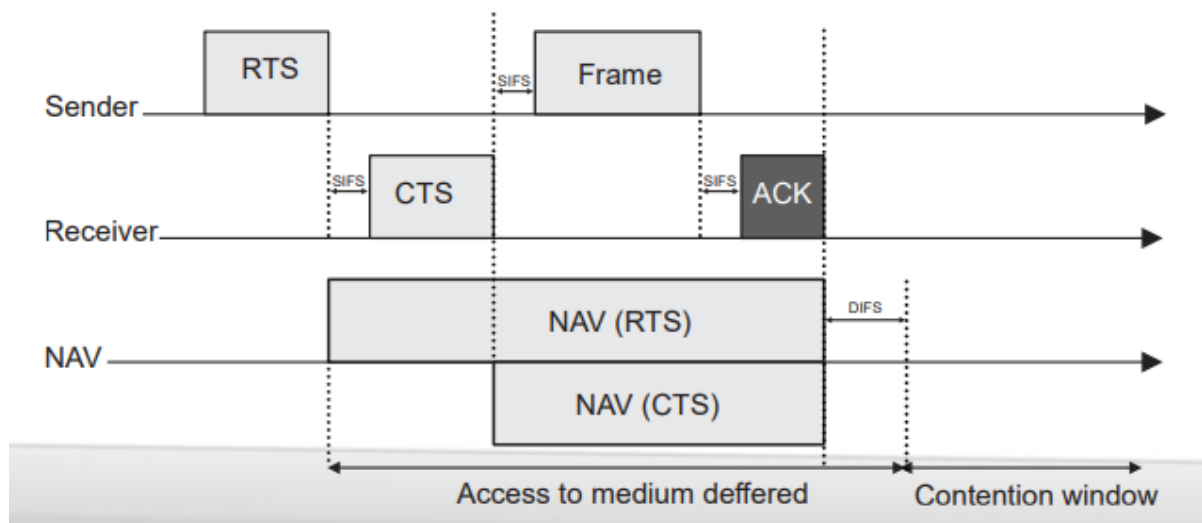 RTS
SIFS
Frame
Sender
SIFS
CTS
SIFS
ACK
Receiver
NAV (RTS)
DIFS
NAV
NAV (CTS)
Access to medium deffered
Contention window